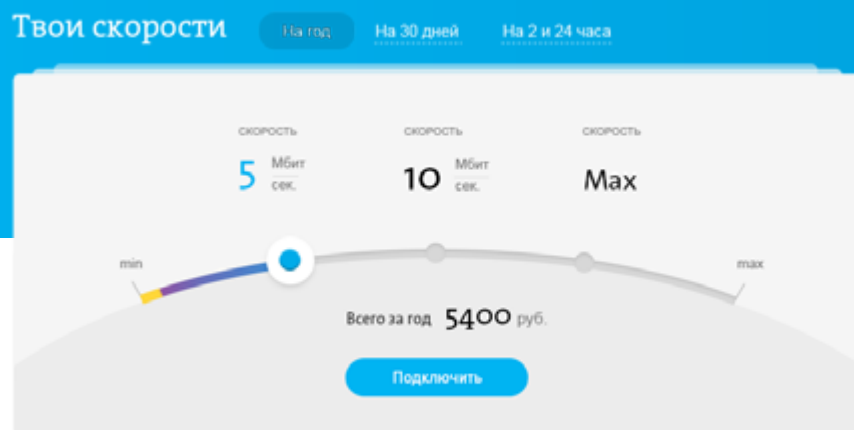 Твои скорости На год На 30 дней На 2 и 24 часа
СКОРОСТЬ СКОРОСТЬ СКОРОСТЬ
5 Мбит сек. 10 Мбит сек. Max
min max
Всего за год 5400 руб.
Подключить